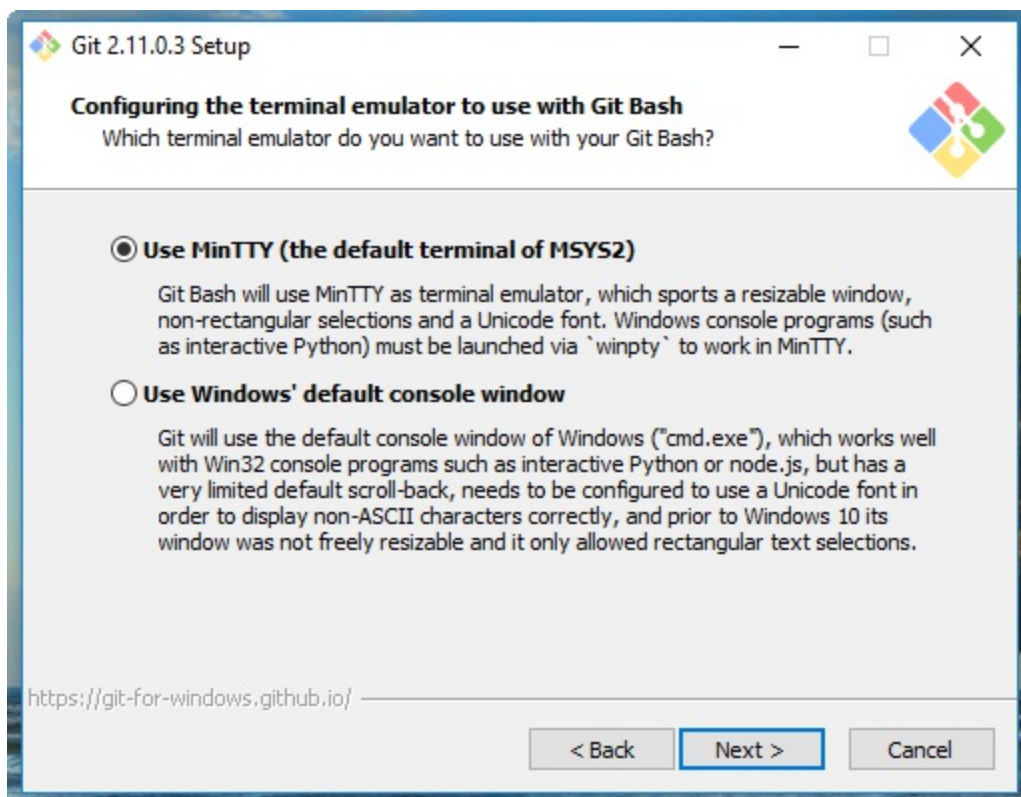 Git 2.11.0.3 Setup
Configuring the terminal emulator to use with Git Bash
Which terminal emulator do you want to use with your Git Bash?
Use MinTTY (the default terminal of MSYS2)
Git Bash will use MinTTY as terminal emulator, which sports a resizable window,
non-rectangular selections and a Unicode font. Windows console programs (such
as interactive Python) must be launched via `winpty` to work in MinTTY.
Use Windows' default console window
Git will use the default console window of Windows ("cmd.exe"), which works well
with Win32 console programs such as interactive Python or node.js, but has a
very limited default scroll-back, needs to be configured to use a Unicode font in
order to display non-ASCII characters correctly, and prior to Windows 10 its
window was not freely resizable and it only allowed rectangular text selections.
https://git-for-windows.github.io/
< Back Next > Cancel